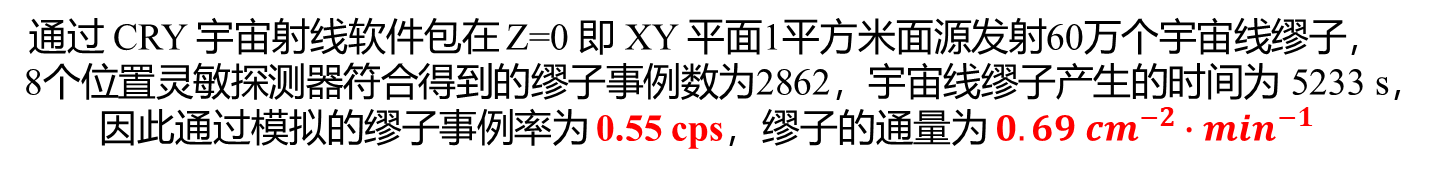 通过 CRY 宇宙射线软件包在 Z=0 即 XY 平面1平方米面源发射60万个宇宙线缪子，
8个位置灵敏探测器符合得到的缪子事例数为2862，宇宙线缪子产生的时间为 5233 s，
因此通过模拟的缪子事例率为 0.55 cps，缪子的通量为 0.69 cm⁻² · min⁻¹